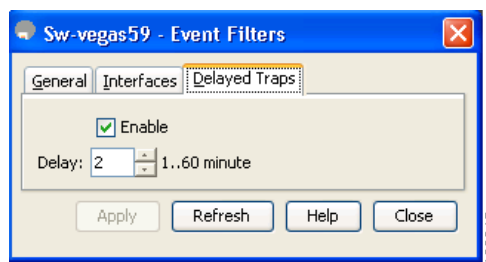 Sw-vegas59 - Event Filters
General Interfaces Delayed Traps
Enable
Delay: 2 1..60 minute
Apply Refresh Help Close